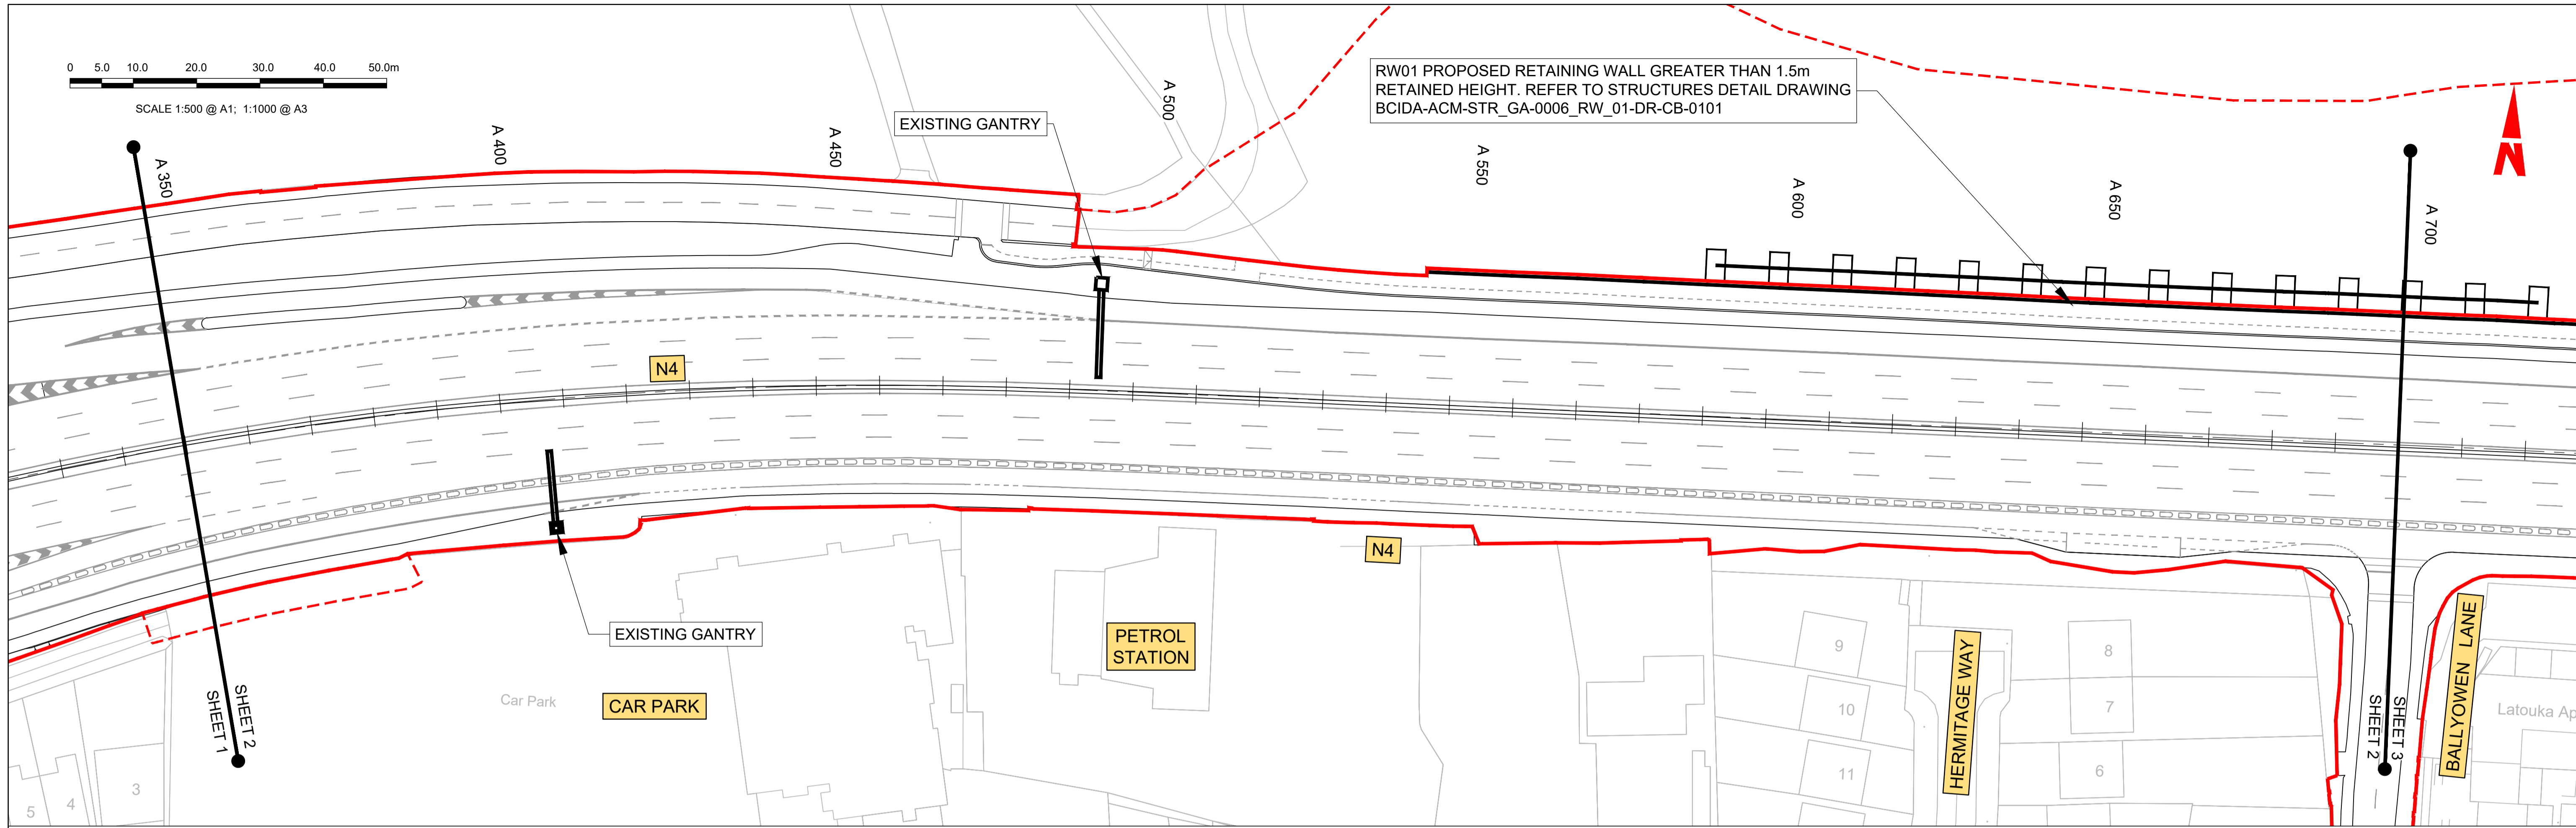 0 5.0 10.0 20.0 30.0 40.0 50.0m
SCALE 1:500 @ A1; 1:1000 @ A3
RW01 PROPOSED RETAINING WALL GREATER THAN 1.5m
RETAINED HEIGHT. REFER TO STRUCTURES DETAIL DRAWING
BCIDA-ACM-STR_GA-0006_RW_01-DR-CB-0101
EXISTING GANTRY
A 350
A 400
A 450
A 500
A 550
A 600
A 650
A 700
N
N4
N4
EXISTING GANTRY
PETROL
STATION
CAR PARK
Car Park
SHEET 2
SHEET 1
5
4
3
9
10
11
HERMITAGE WAY
8
7
6
SHEET 3
SHEET 2
BALLYOWEN LANE
Latouka Ap